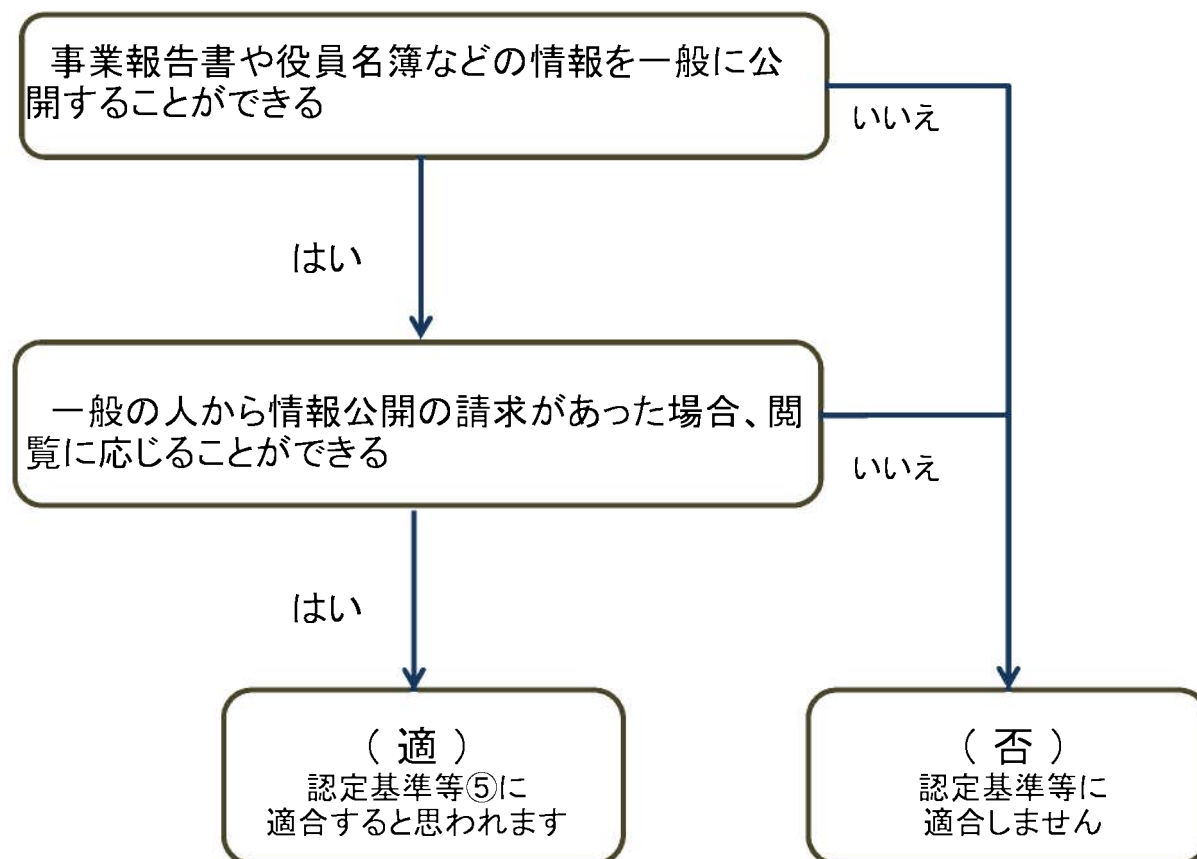 事業報告書や役員名簿などの情報を一般に公
開することができる
いいえ
はい
一般の人から情報公開の請求があった場合、閲
覧に応じることができる
いいえ
はい
（ 適 ）
認定基準等⑤に
適合すると思われます
（ 否 ）
認定基準等に
適合しません